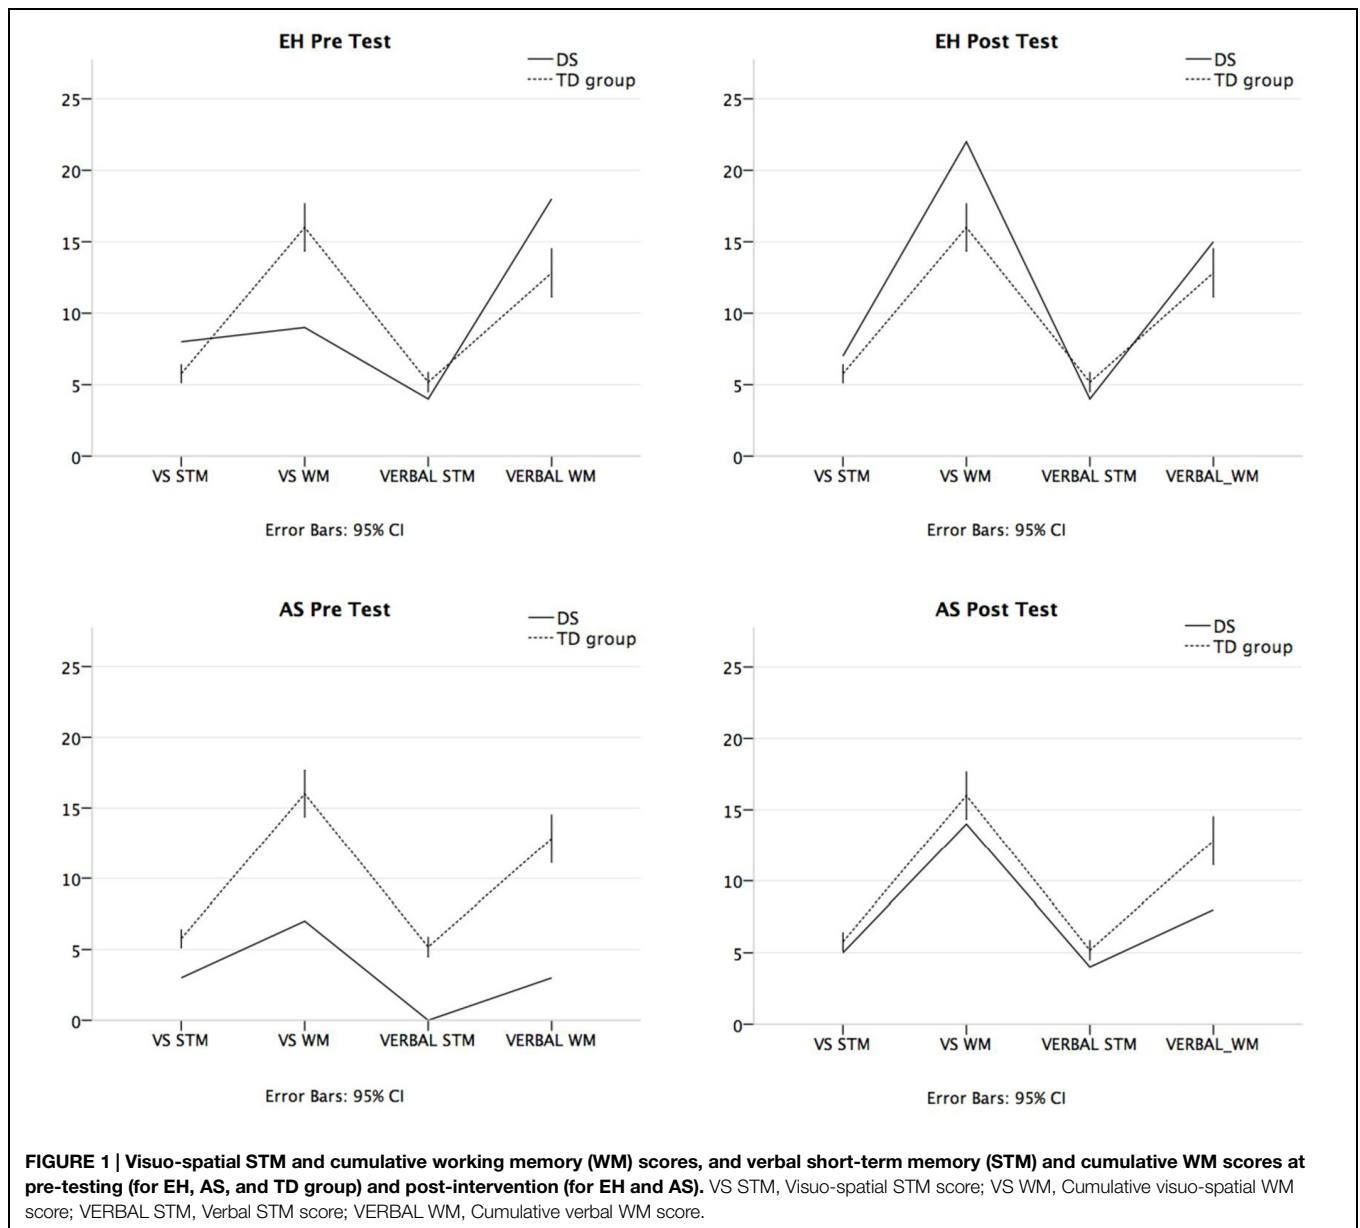 EH Pre Test
DS
TD group
25
20
15
10
5
0
VS STM VS WM VERBAL STM VERBAL WM
Error Bars: 95% CI
EH Post Test
DS
TD group
25
20
15
10
5
0
VS STM VS WM VERBAL STM VERBAL_WM
Error Bars: 95% CI
AS Pre Test
DS
TD group
25
20
15
10
5
0
VS STM VS WM VERBAL STM VERBAL WM
Error Bars: 95% CI
AS Post Test
DS
TD group
25
20
15
10
5
0
VS STM VS WM VERBAL STM VERBAL_WM
Error Bars: 95% CI
FIGURE 1 | Visuo-spatial STM and cumulative working memory (WM) scores, and verbal short-term memory (STM) and cumulative WM scores at
pre-testing (for EH, AS, and TD group) and post-intervention (for EH and AS). VS STM, Visuo-spatial STM score; VS WM, Cumulative visuo-spatial WM
score; VERBAL STM, Verbal STM score; VERBAL WM, Cumulative verbal WM score.